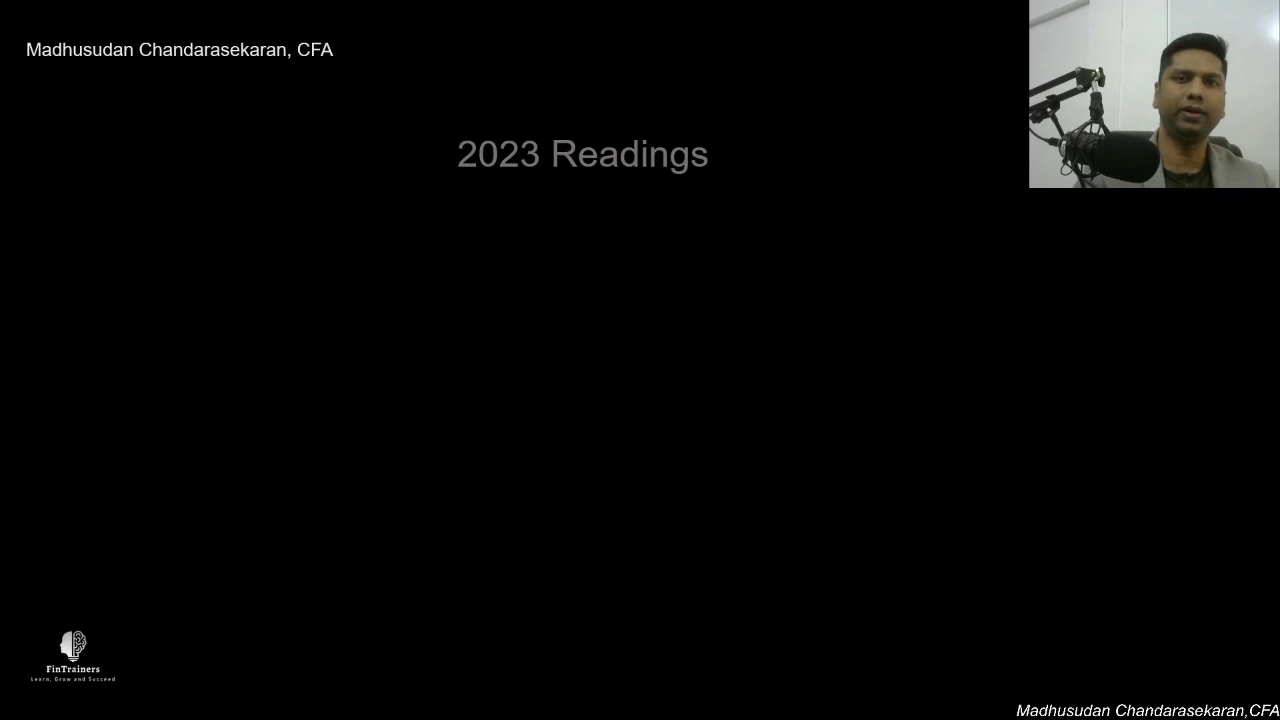 Madhusudan Chandarasekaran, CFA
2023 Readings
FinTrainers
Learn, Grow and Succeed
Madhusudan Chandarasekaran,CFA